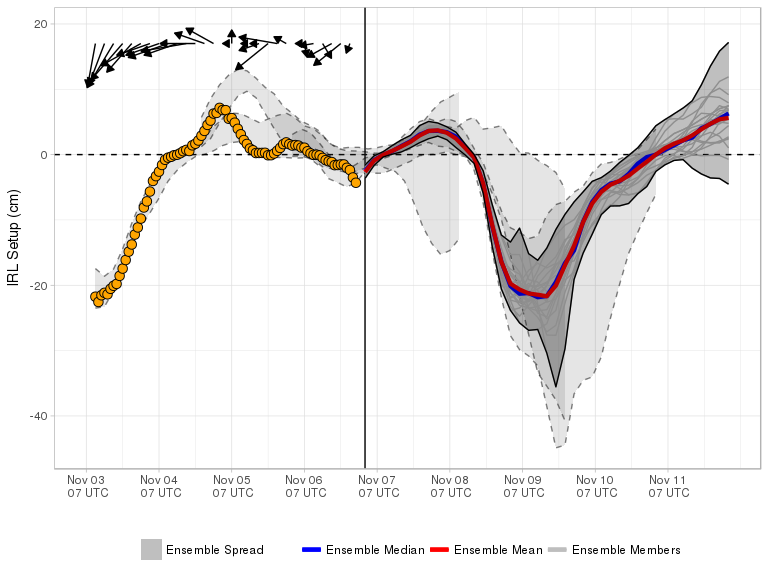 20
0
-20
-40
IRL Setup (cm)
Nov 03 Nov 04 Nov 05 Nov 06 Nov 07 Nov 08 Nov 09 Nov 10 Nov 11
07 UTC 07 UTC 07 UTC 07 UTC 07 UTC 07 UTC 07 UTC 07 UTC 07 UTC
Ensemble Spread Ensemble Median Ensemble Mean Ensemble Members